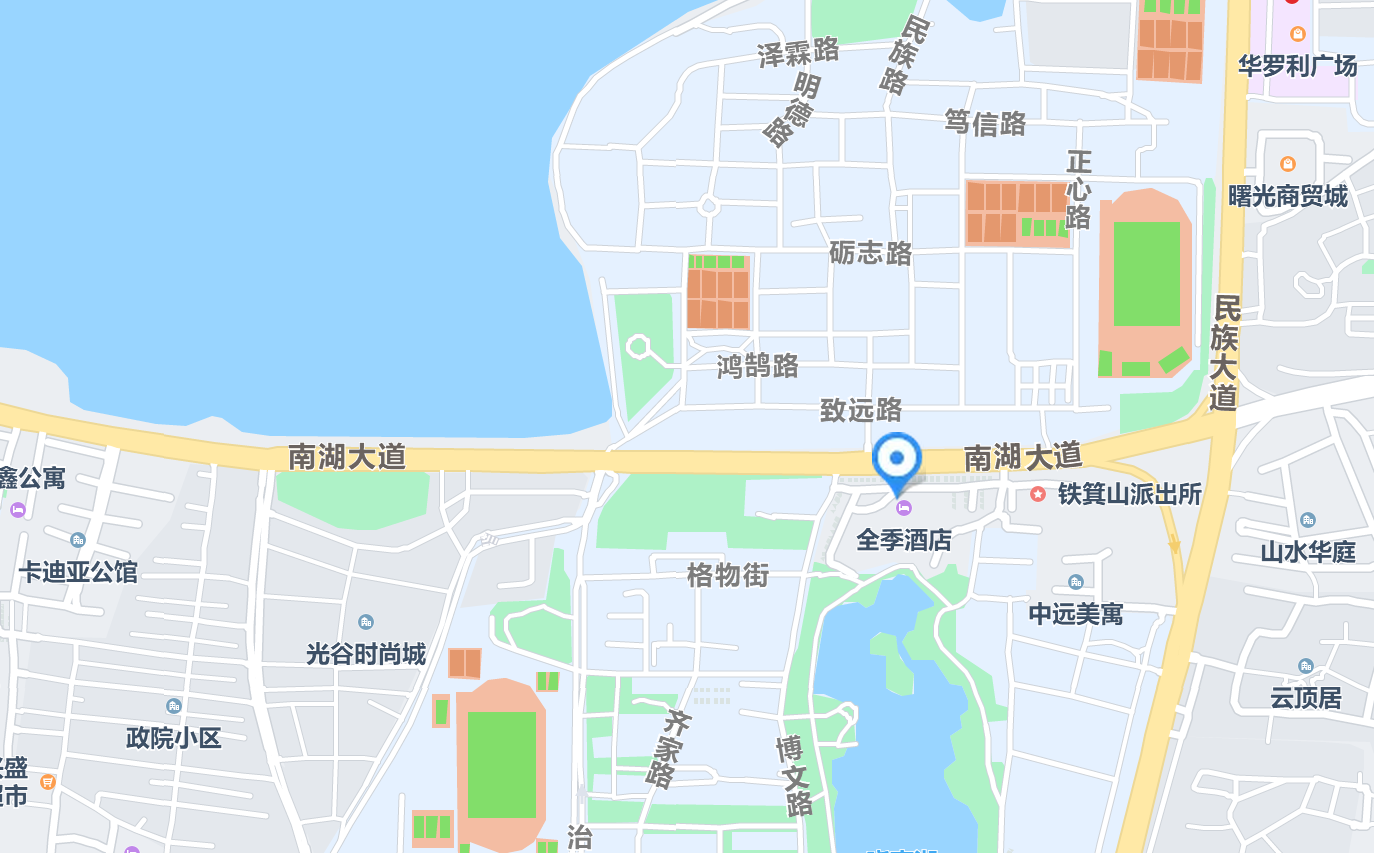 泽霖路
民族路
明德路
华罗利广场
笃信路
正心路
曙光商贸城
砺志路
民族大道
鸿鹄路
致远路
南湖大道
南湖大道
鑫公寓
铁箕山派出所
全季酒店
山水华庭
卡迪亚公馆
格物街
中远美寓
光谷时尚城
云顶居
政院小区
齐家路
博文路
盛
超市
治